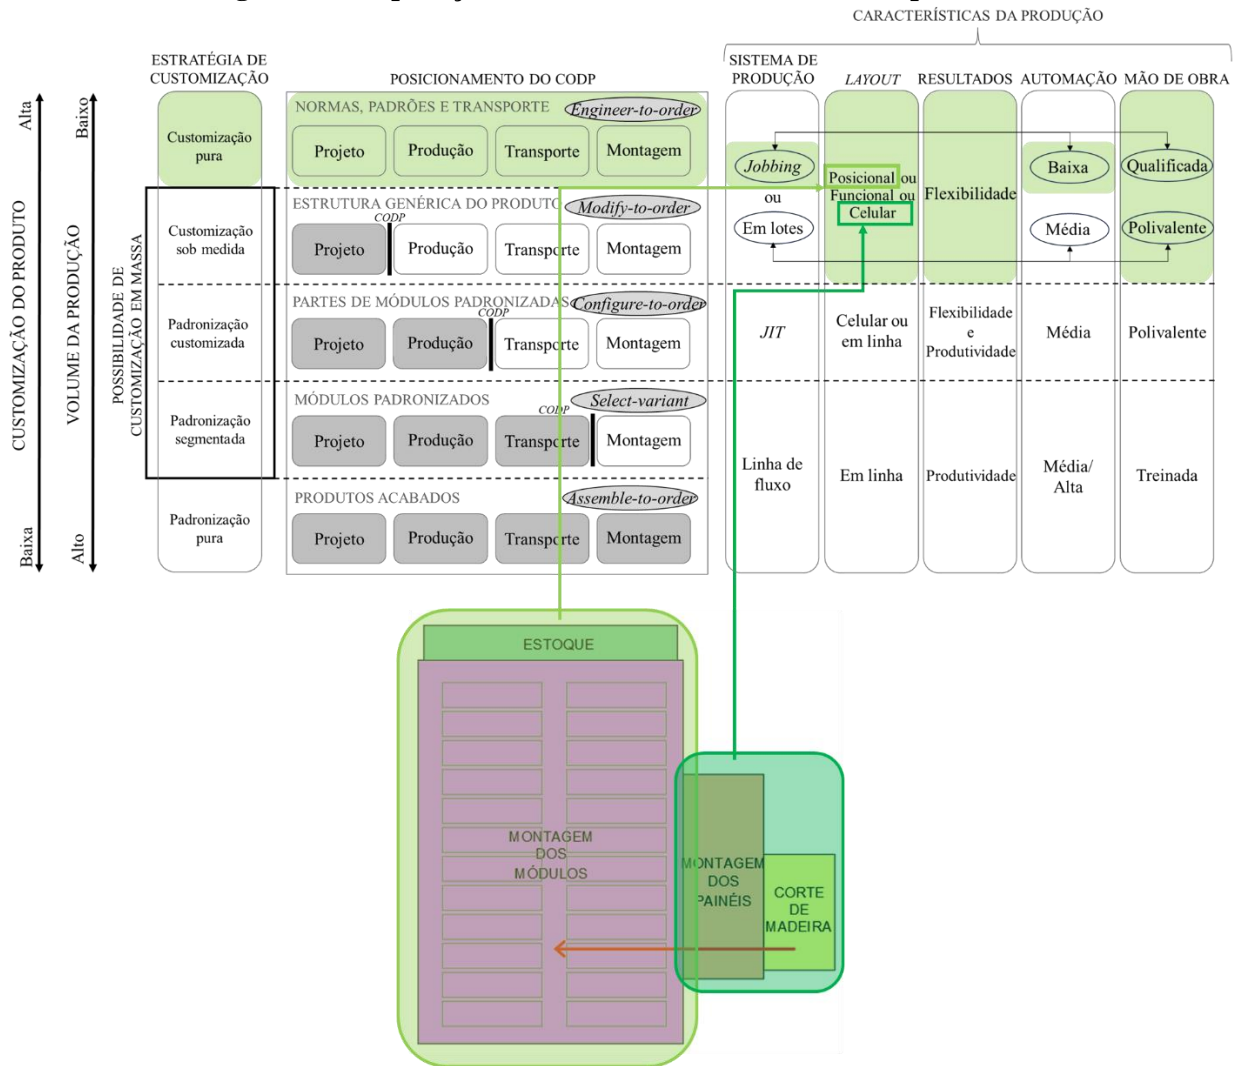 CARACTERÍSTICAS DA PRODUÇÃO
ESTRATÉGIA DE
CUSTOMIZAÇÃO
POSICIONAMENTO DO CODP
SISTEMA DE
PRODUÇÃO
LAYOUT
RESULTADOS
AUTOMAÇÃO
MÃO DE OBRA
CUSTOMIZAÇÃO DO PRODUTO
Alta
Baixa
VOLUME DA PRODUÇÃO
Baixo
Alto
POSSIBILIDADE DE
CUSTOMIZAÇÃO EM MASSA
Customização
pura
NORMAS, PADRÕES E TRANSPORTE
Engineer-to-order
Projeto
Produção
Transporte
Montagem
Customização
sob medida
ESTRUTURA GENÉRICA DO PRODUTO
Modify-to-order
CODP
Projeto
Produção
Transporte
Montagem
Jobbing
ou
Em lotes
Posicional ou
Funcional ou
Celular
Flexibilidade
Baixa
Média
Qualificada
Polivalente
Padronização
customizada
PARTES DE MÓDULOS PADRONIZADAS
Configure-to-order
CODP
Projeto
Produção
Transporte
Montagem
JIT
Celular ou
em linha
Flexibilidade
e
Produtividade
Média
Polivalente
Padronização
segmentada
MÓDULOS PADRONIZADOS
Select-variant
CODP
Projeto
Produção
Transporte
Montagem
Padronização
pura
PRODUTOS ACABADOS
Assemble-to-order
Projeto
Produção
Transporte
Montagem
Linha de
fluxo
Em linha
Produtividade
Média/
Alta
Treinada
ESTOQUE
MONTAGEM
DOS
MÓDULOS
MONTAGEM
DOS
PAINÉIS
CORTE
DE
MADEIRA